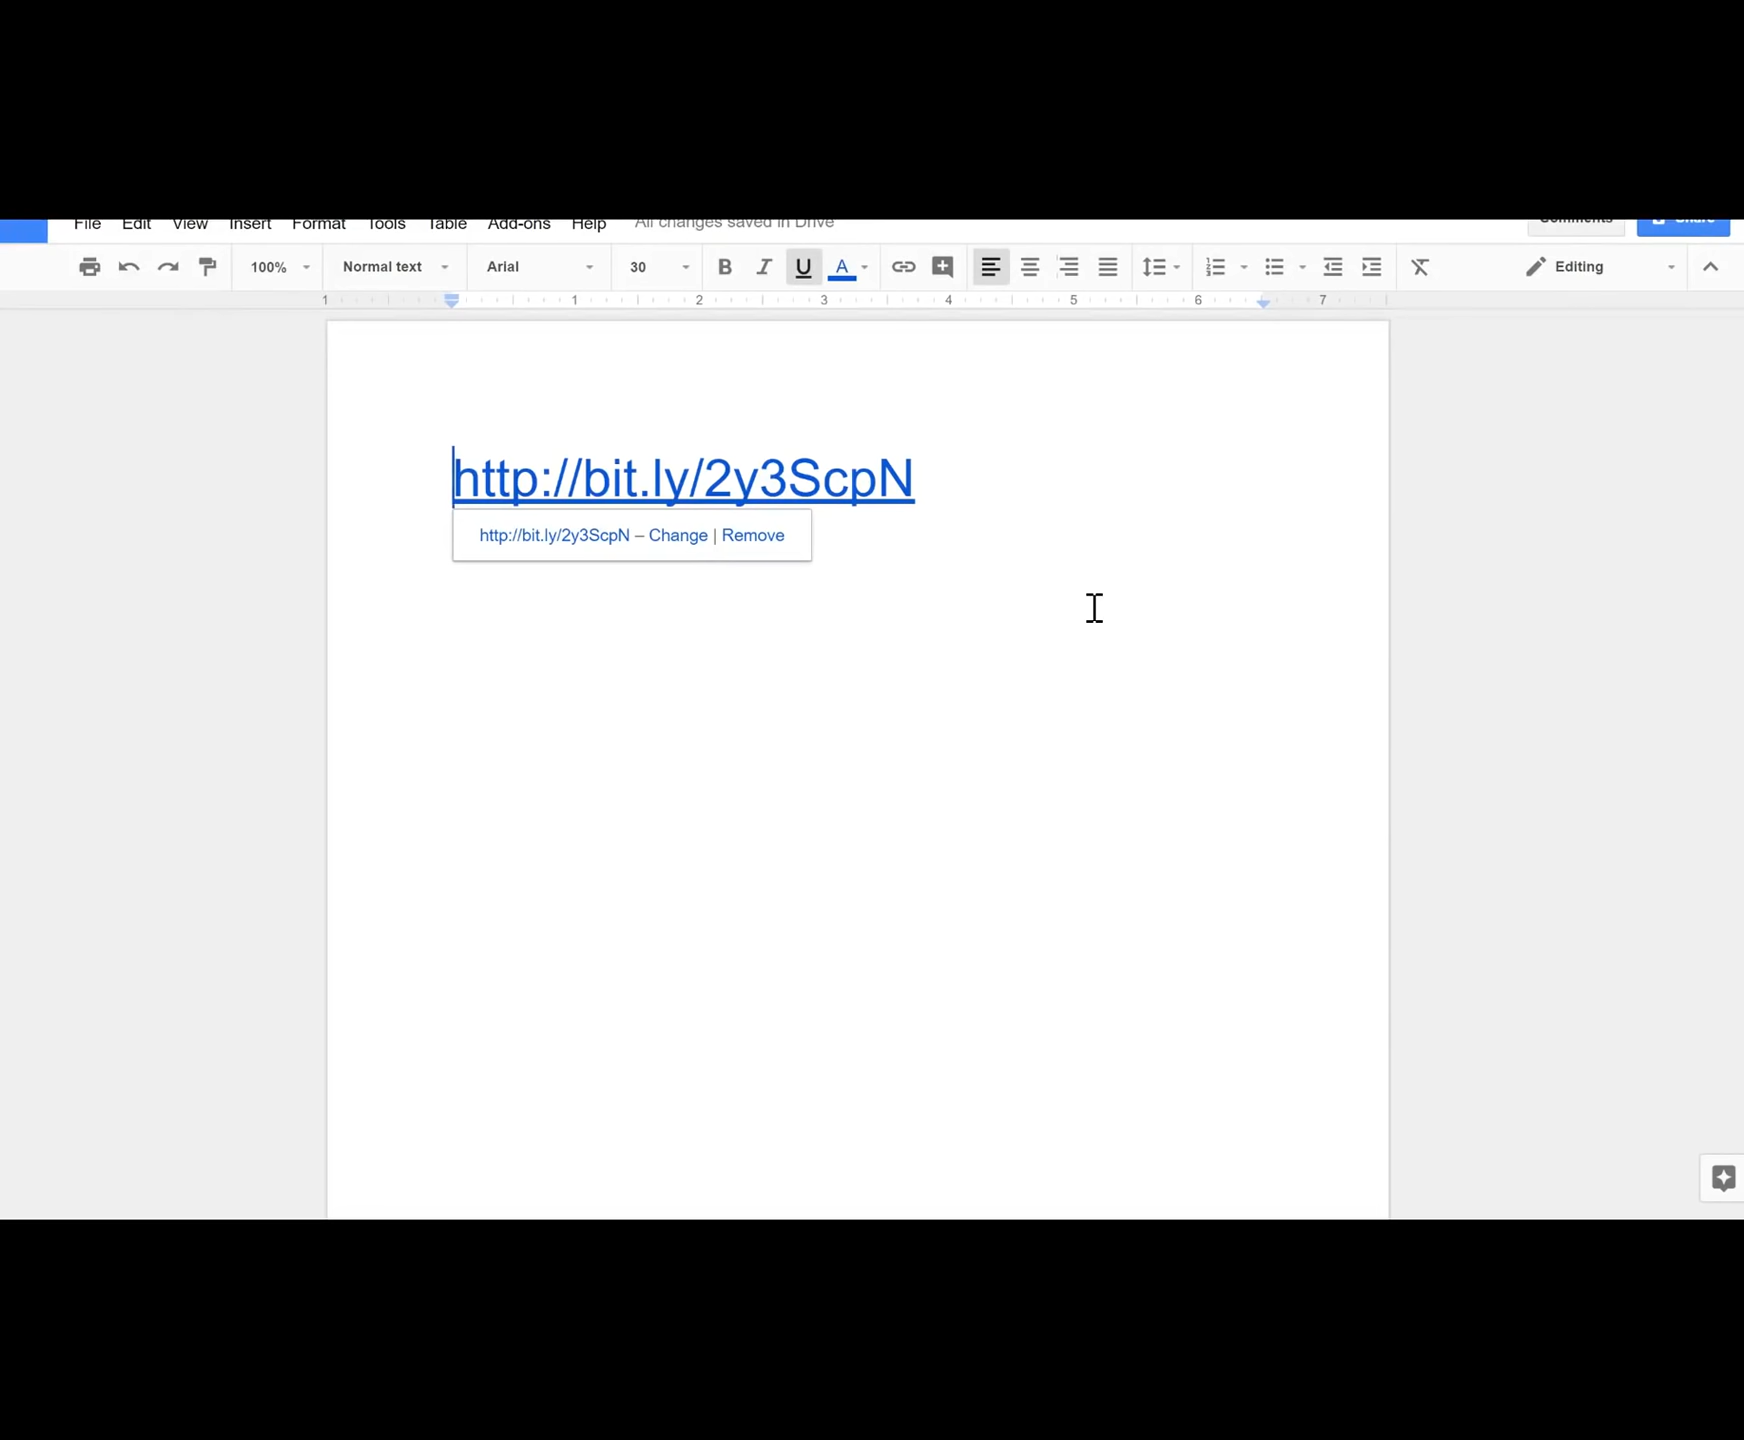 File Edit View Insert Format Tools Table Add-ons Help All changes saved in Drive Comments Share
100% Normal text Arial 30 B I U A Editing
1 1 2 3 4 5 6 7
http://bit.ly/2y3ScpN
http://bit.ly/2y3ScpN – Change | Remove